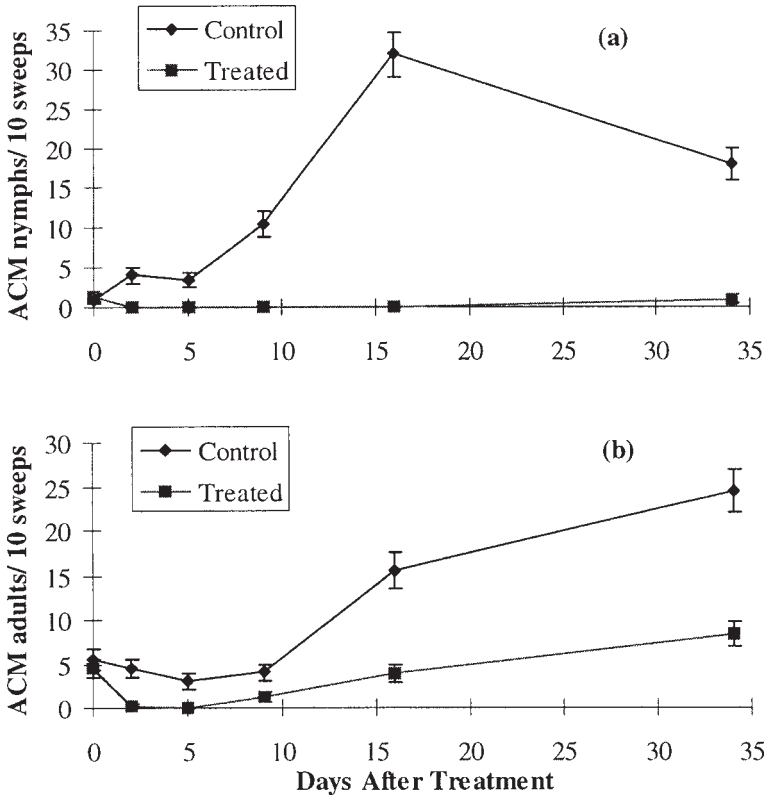 Control
Treated
(a)
ACM nymphs/ 10 sweeps
35
30
25
20
15
10
5
0
0 5 10 15 20 25 30 35
Control
Treated
(b)
ACM adults/ 10 sweeps
30
25
20
15
10
5
0
0 5 10 15 20 25 30 35
Days After Treatment